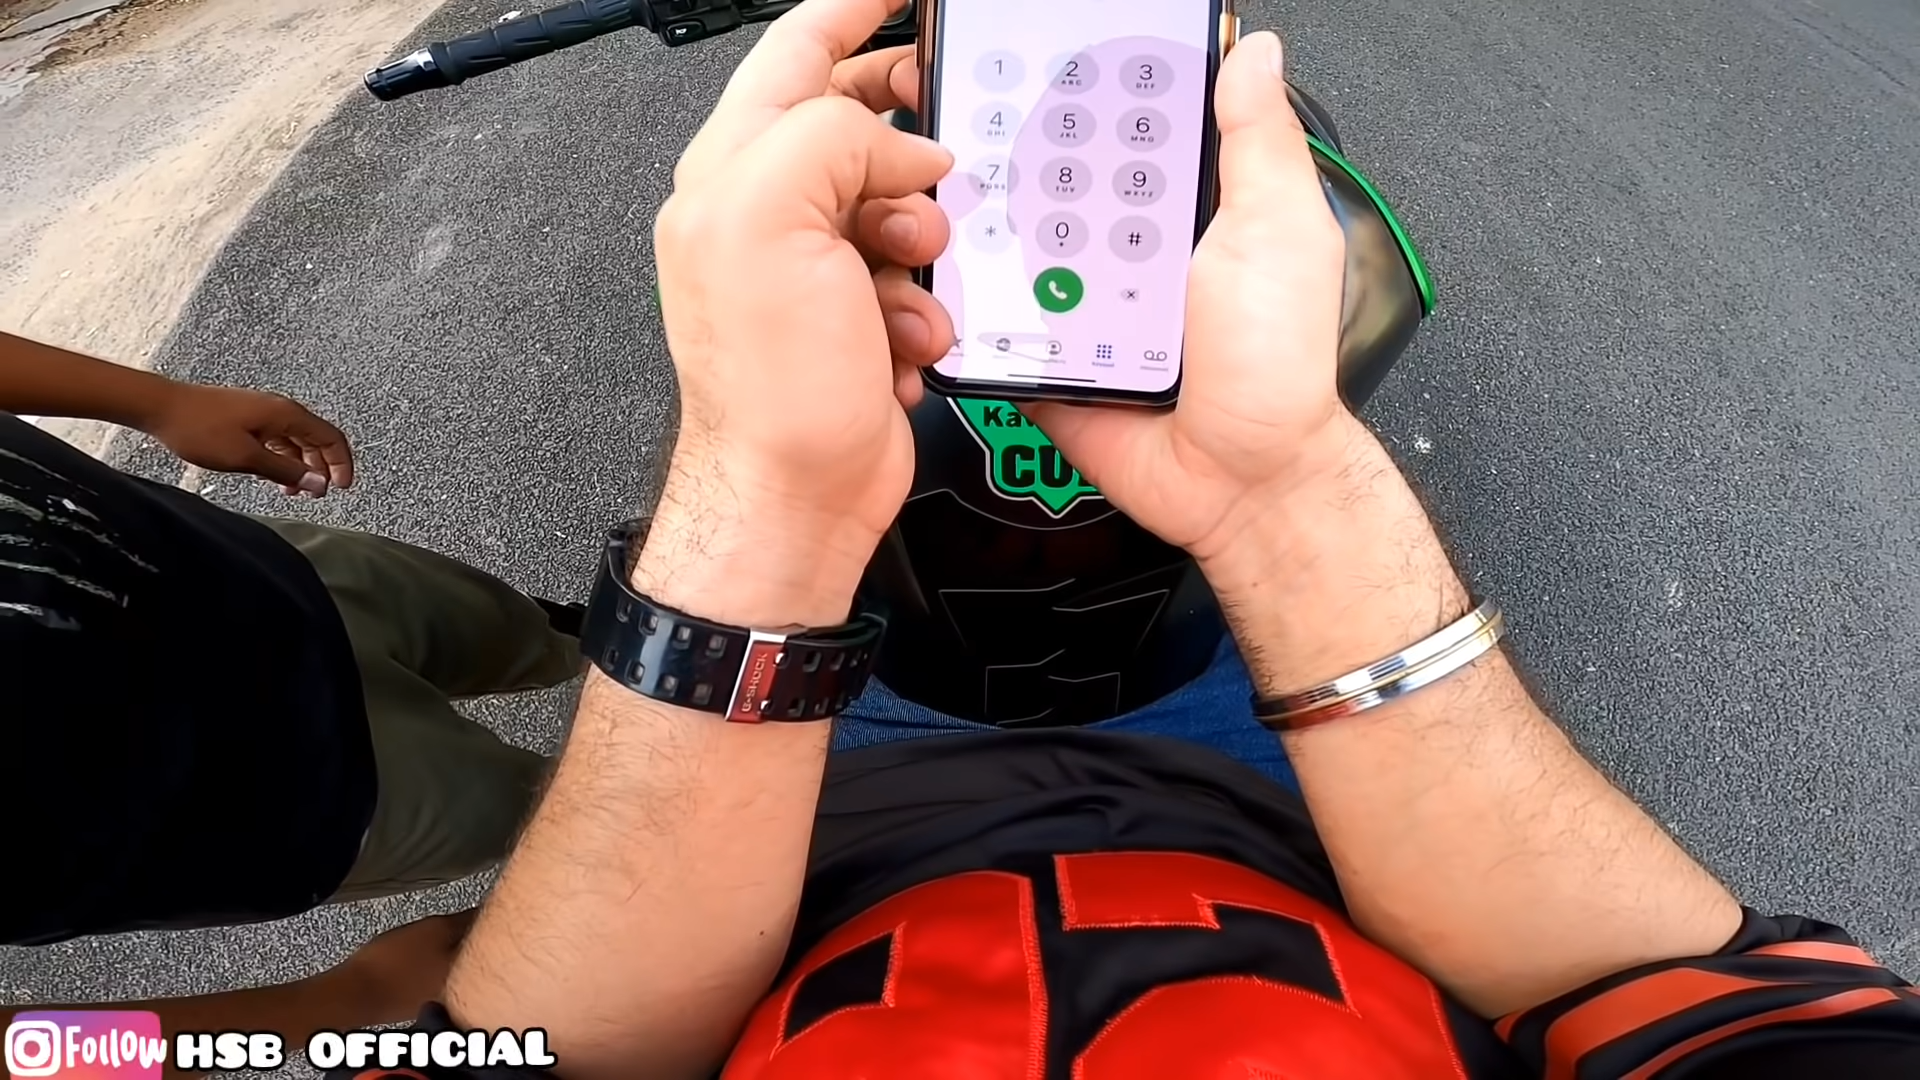 1
2
ABC
3
DEF
4
GHI
5
JKL
6
MNO
7
PQRS
8
TUV
9
WXYZ
*
0
+
#
CU
G-SHOCK
Follow HSB OFFICIAL